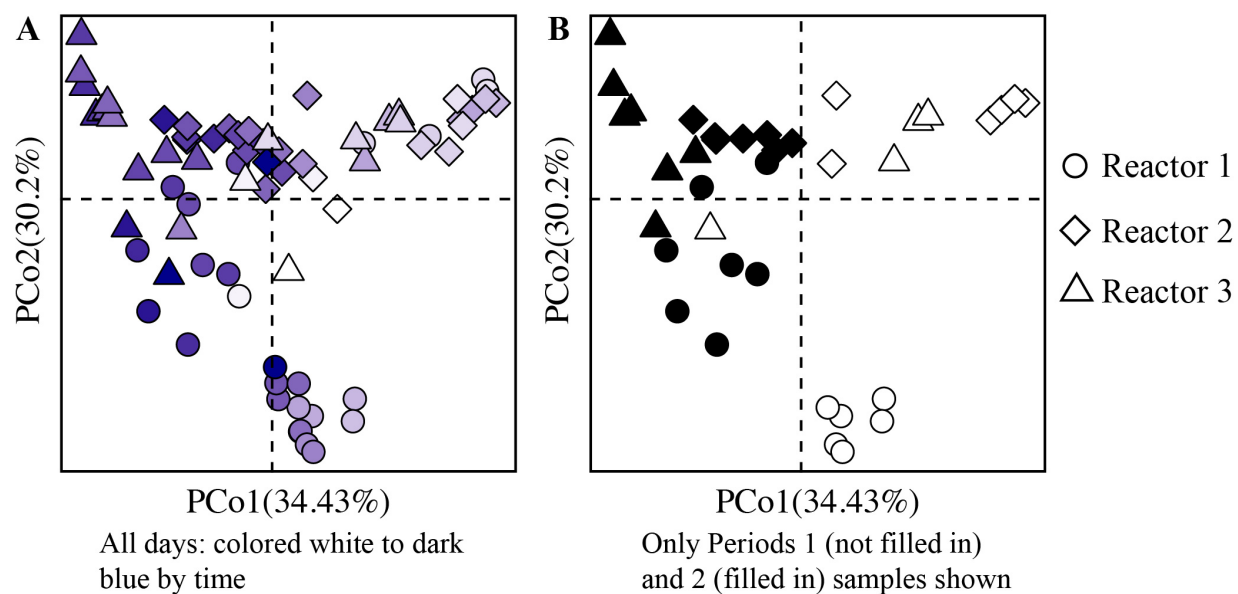 A
B
PCo2(30.2%)
PCo2(30.2%)
Reactor 1
Reactor 2
Reactor 3
PCo1(34.43%)
PCo1(34.43%)
All days: colored white to dark
blue by time
Only Periods 1 (not filled in)
and 2 (filled in) samples shown